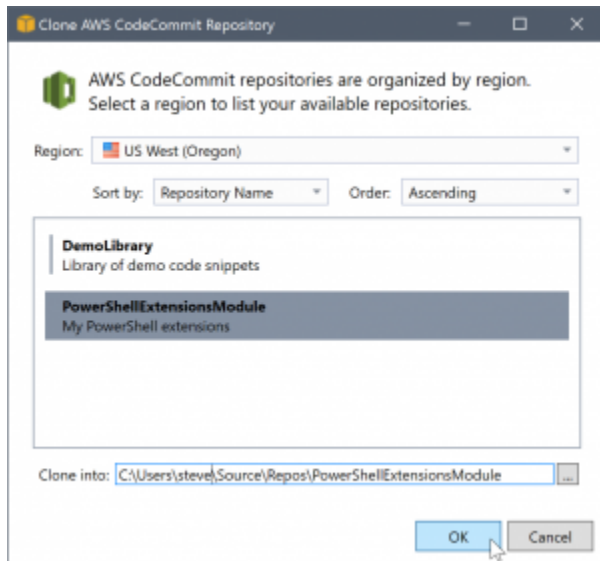 Clone AWS CodeCommit Repository
AWS CodeCommit repositories are organized by region.
Select a region to list your available repositories.
Region: US West (Oregon)
Sort by: Repository Name Order: Ascending
DemoLibrary
Library of demo code snippets
PowerShellExtensionsModule
My PowerShell extensions
Clone into: C:\Users\steve\Source\Repos\PowerShellExtensionsModule ...
OK Cancel